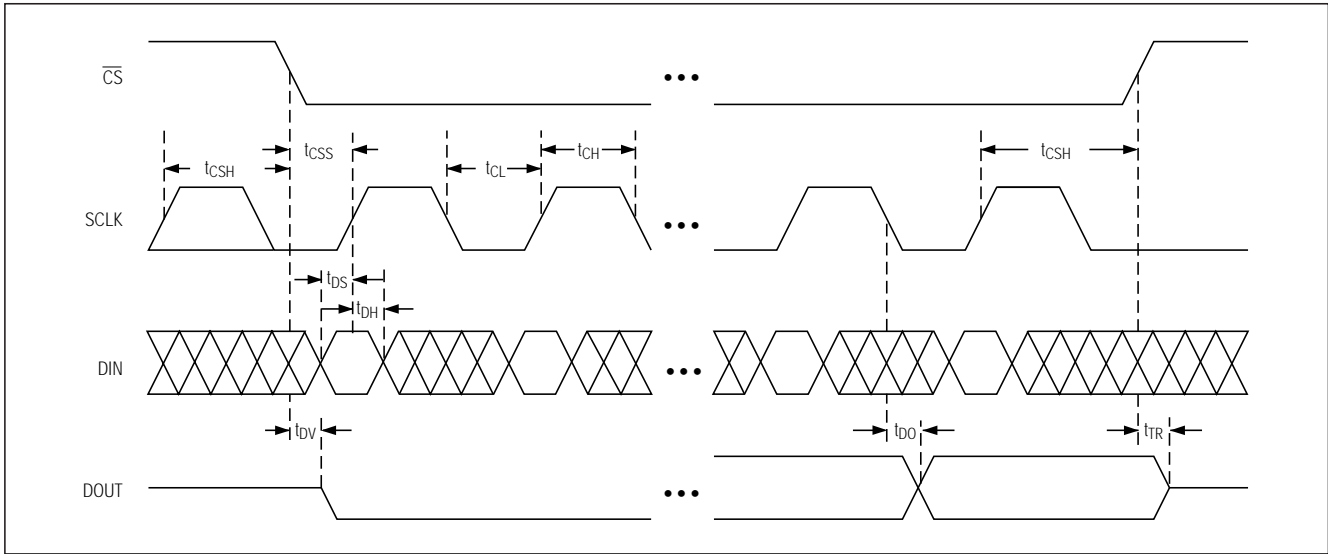 CS
tCSS
tCH
tCSH
tCL
tCSH
SCLK
tDS
tDH
DIN
tDV
tDO
tTR
DOUT